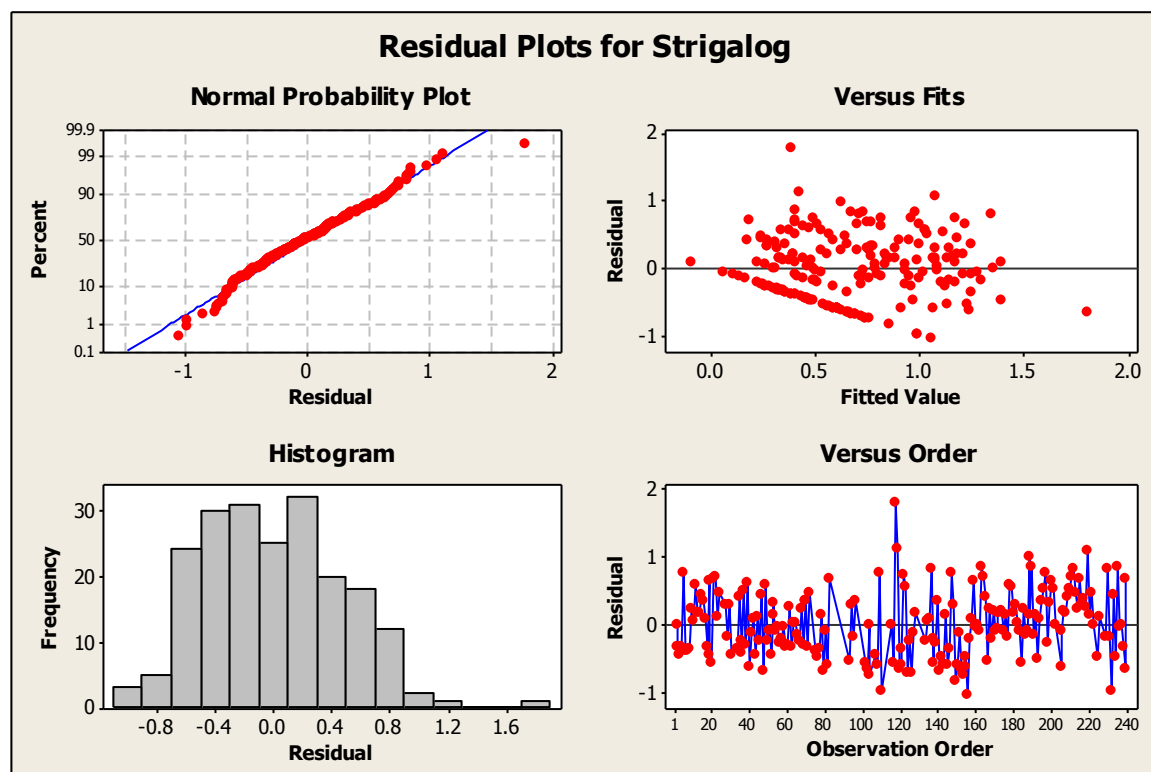 Residual Plots for Strigalog
Normal Probability Plot
Percent
99.9
99
90
50
10
1
0.1
-1 0 1 2
Residual
Versus Fits
Residual
2
1
0
-1
0.0 0.5 1.0 1.5 2.0
Fitted Value
Histogram
Frequency
30
20
10
0
-0.8 -0.4 0.0 0.4 0.8 1.2 1.6
Residual
Versus Order
Residual
2
1
0
-1
1 20 40 60 80 100 120 140 160 180 200 220 240
Observation Order